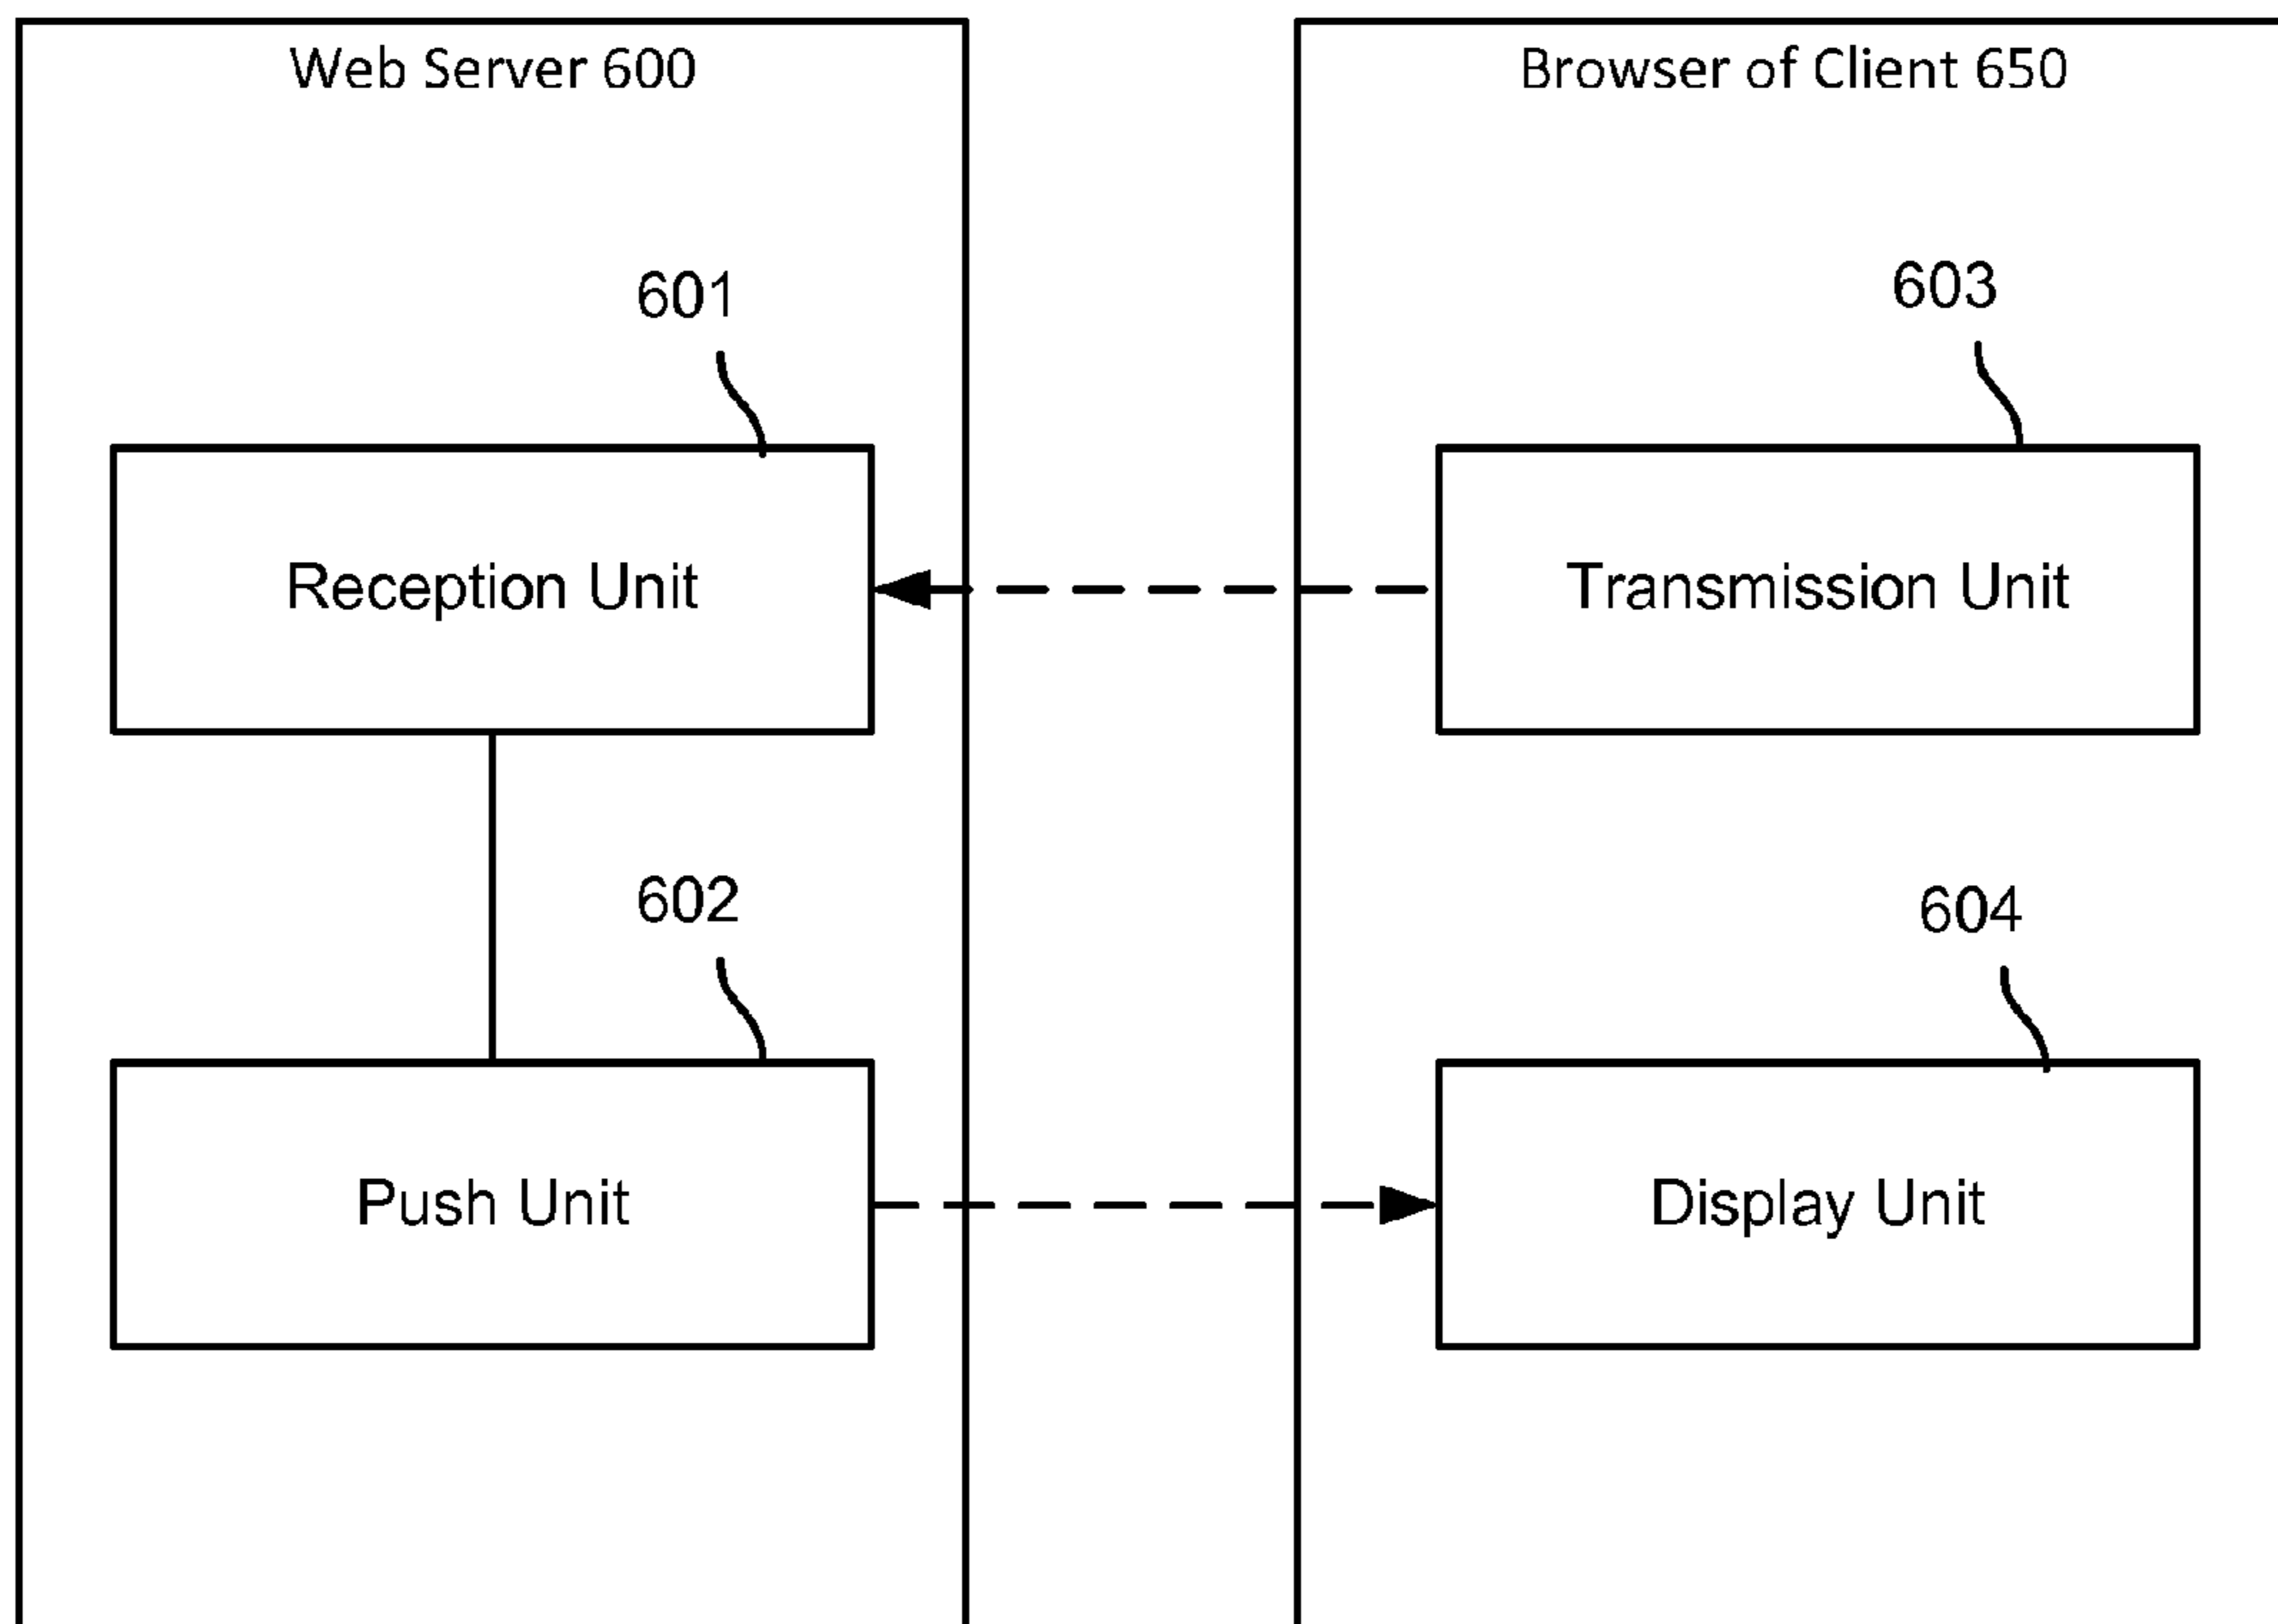 Web Server 600
Browser of Client 650
601
603
Reception Unit
Transmission Unit
602
604
Push Unit
Display Unit